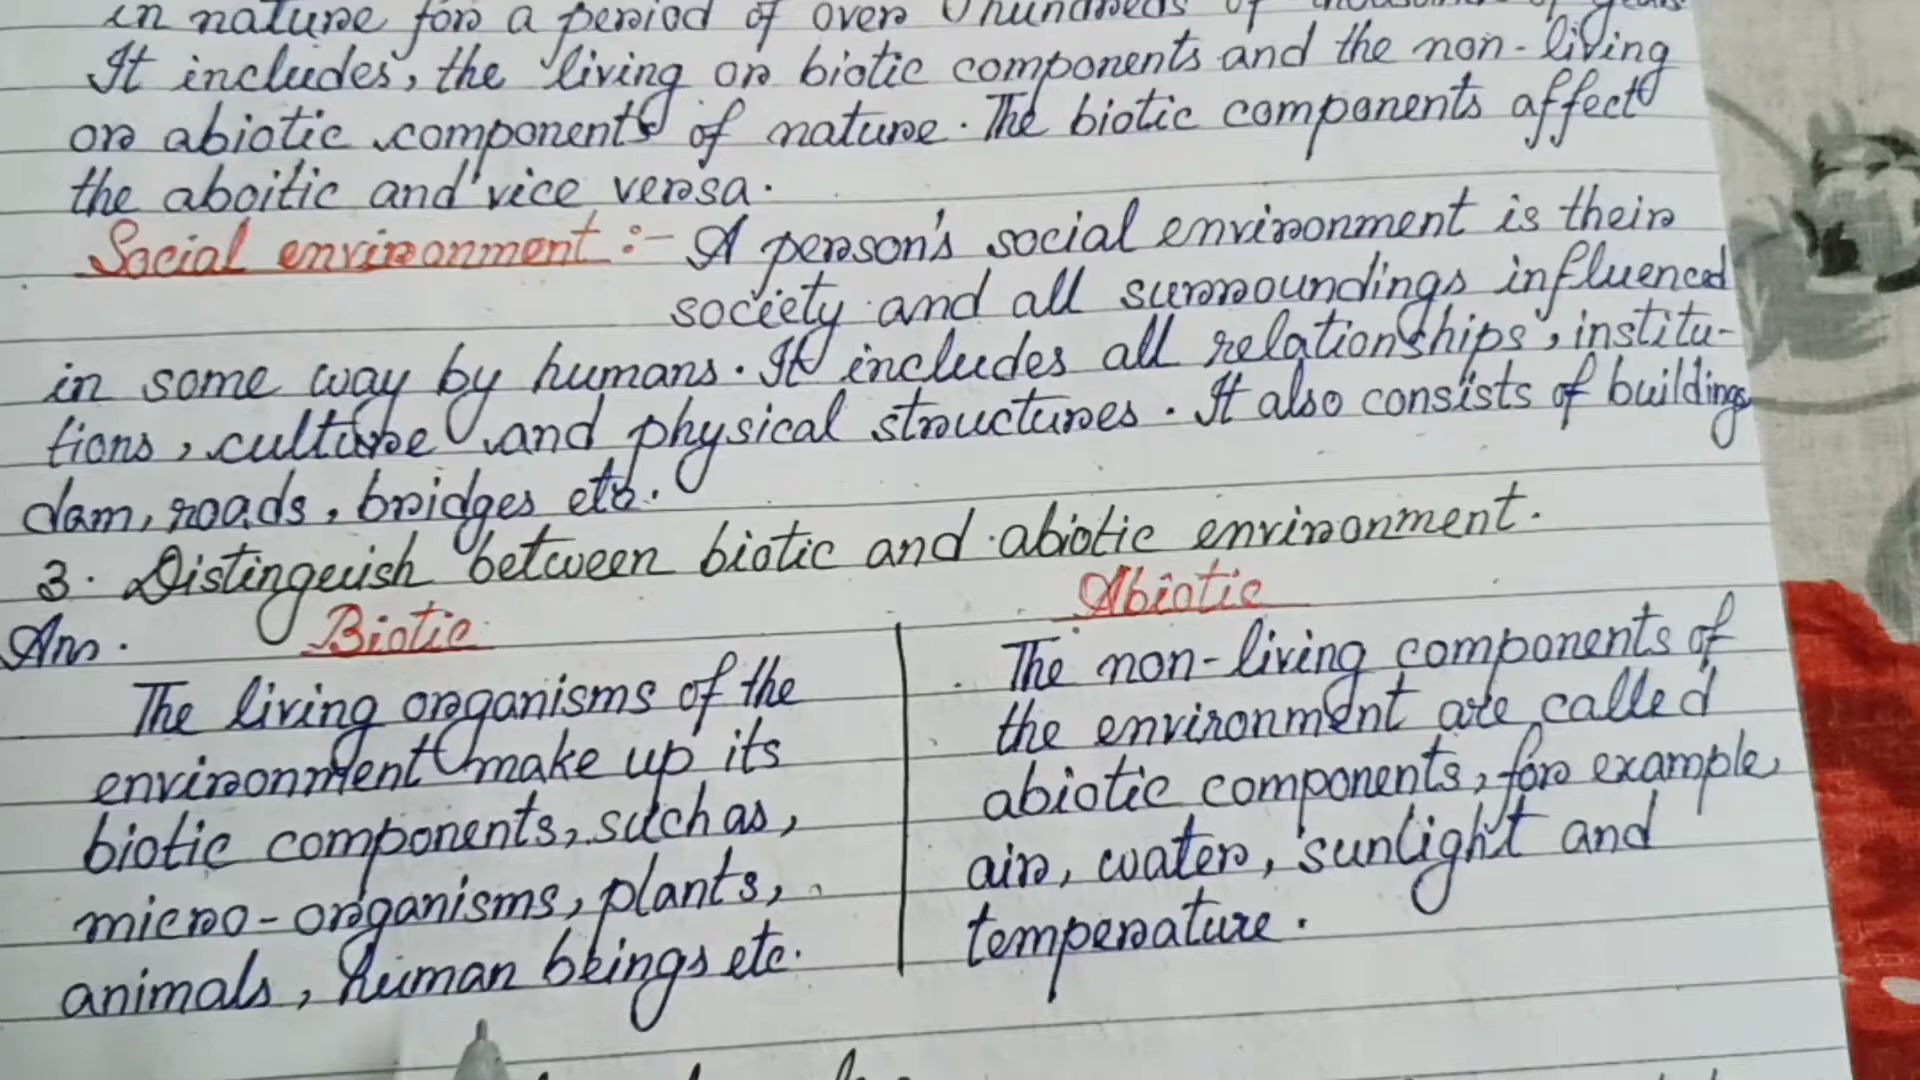 in nature for a period of over hundreds of thousands of years
It includes, the living or biotic components and the non-living
or abiotic components of nature. The biotic components affect
the aboitic and vice versa.
Social environment :- A person's social environment is their
society and all surroundings influenced
in some way by humans. It includes all relationships, institu-
tions, culture and physical structures. It also consists of buildings
dam, roads, bridges etc.
3. Distinguish between biotic and abiotic environment.
Ans.
Biotic
The living organisms of the
environment make up its
biotic components, such as,
micro-organisms, plants,
animals, human beings etc.
Abiotic
The non-living components of
the environment are called
abiotic components, for example,
air, water, sunlight and
temperature.